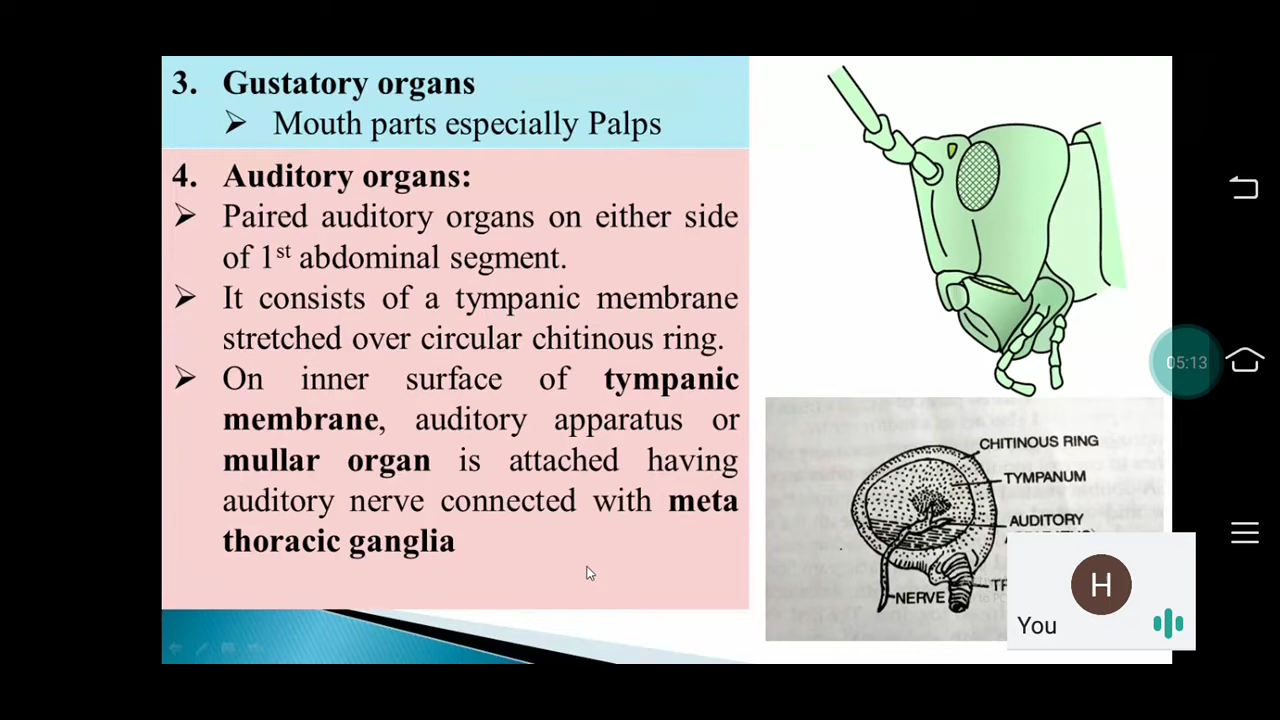 3. Gustatory organs
➢ Mouth parts especially Palps
4. Auditory organs:
➢ Paired auditory organs on either side
of 1st abdominal segment.
➢ It consists of a tympanic membrane
stretched over circular chitinous ring.
➢ On inner surface of tympanic
membrane, auditory apparatus or
mullar organ is attached having
auditory nerve connected with meta
thoracic ganglia
CHITINOUS RING
TYMPANUM
AUDITORY
NERVE
05:13
H
You